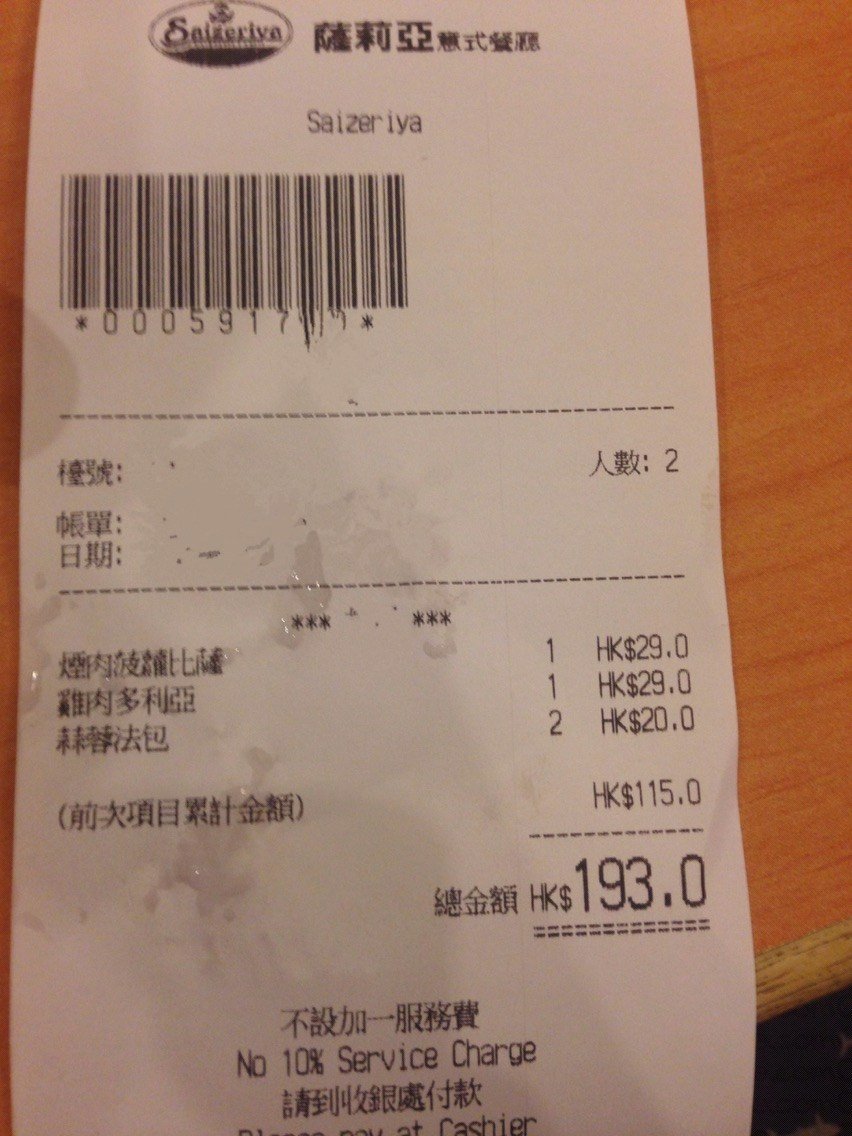 Saizeriya 薩莉亞意式餐廳
Saizeriya
*0005917
檯號: 人數: 2
帳單:
日期:
*** ***
煙肉菠蘿比薩 1 HK$29.0
雞肉多利亞 1 HK$29.0
蒜蓉法包 2 HK$20.0
(前次項目累計金額) HK$115.0
總金額 HK$193.0
不設加一服務費
No 10% Service Charge
請到收銀處付款
Please pay at Cashier